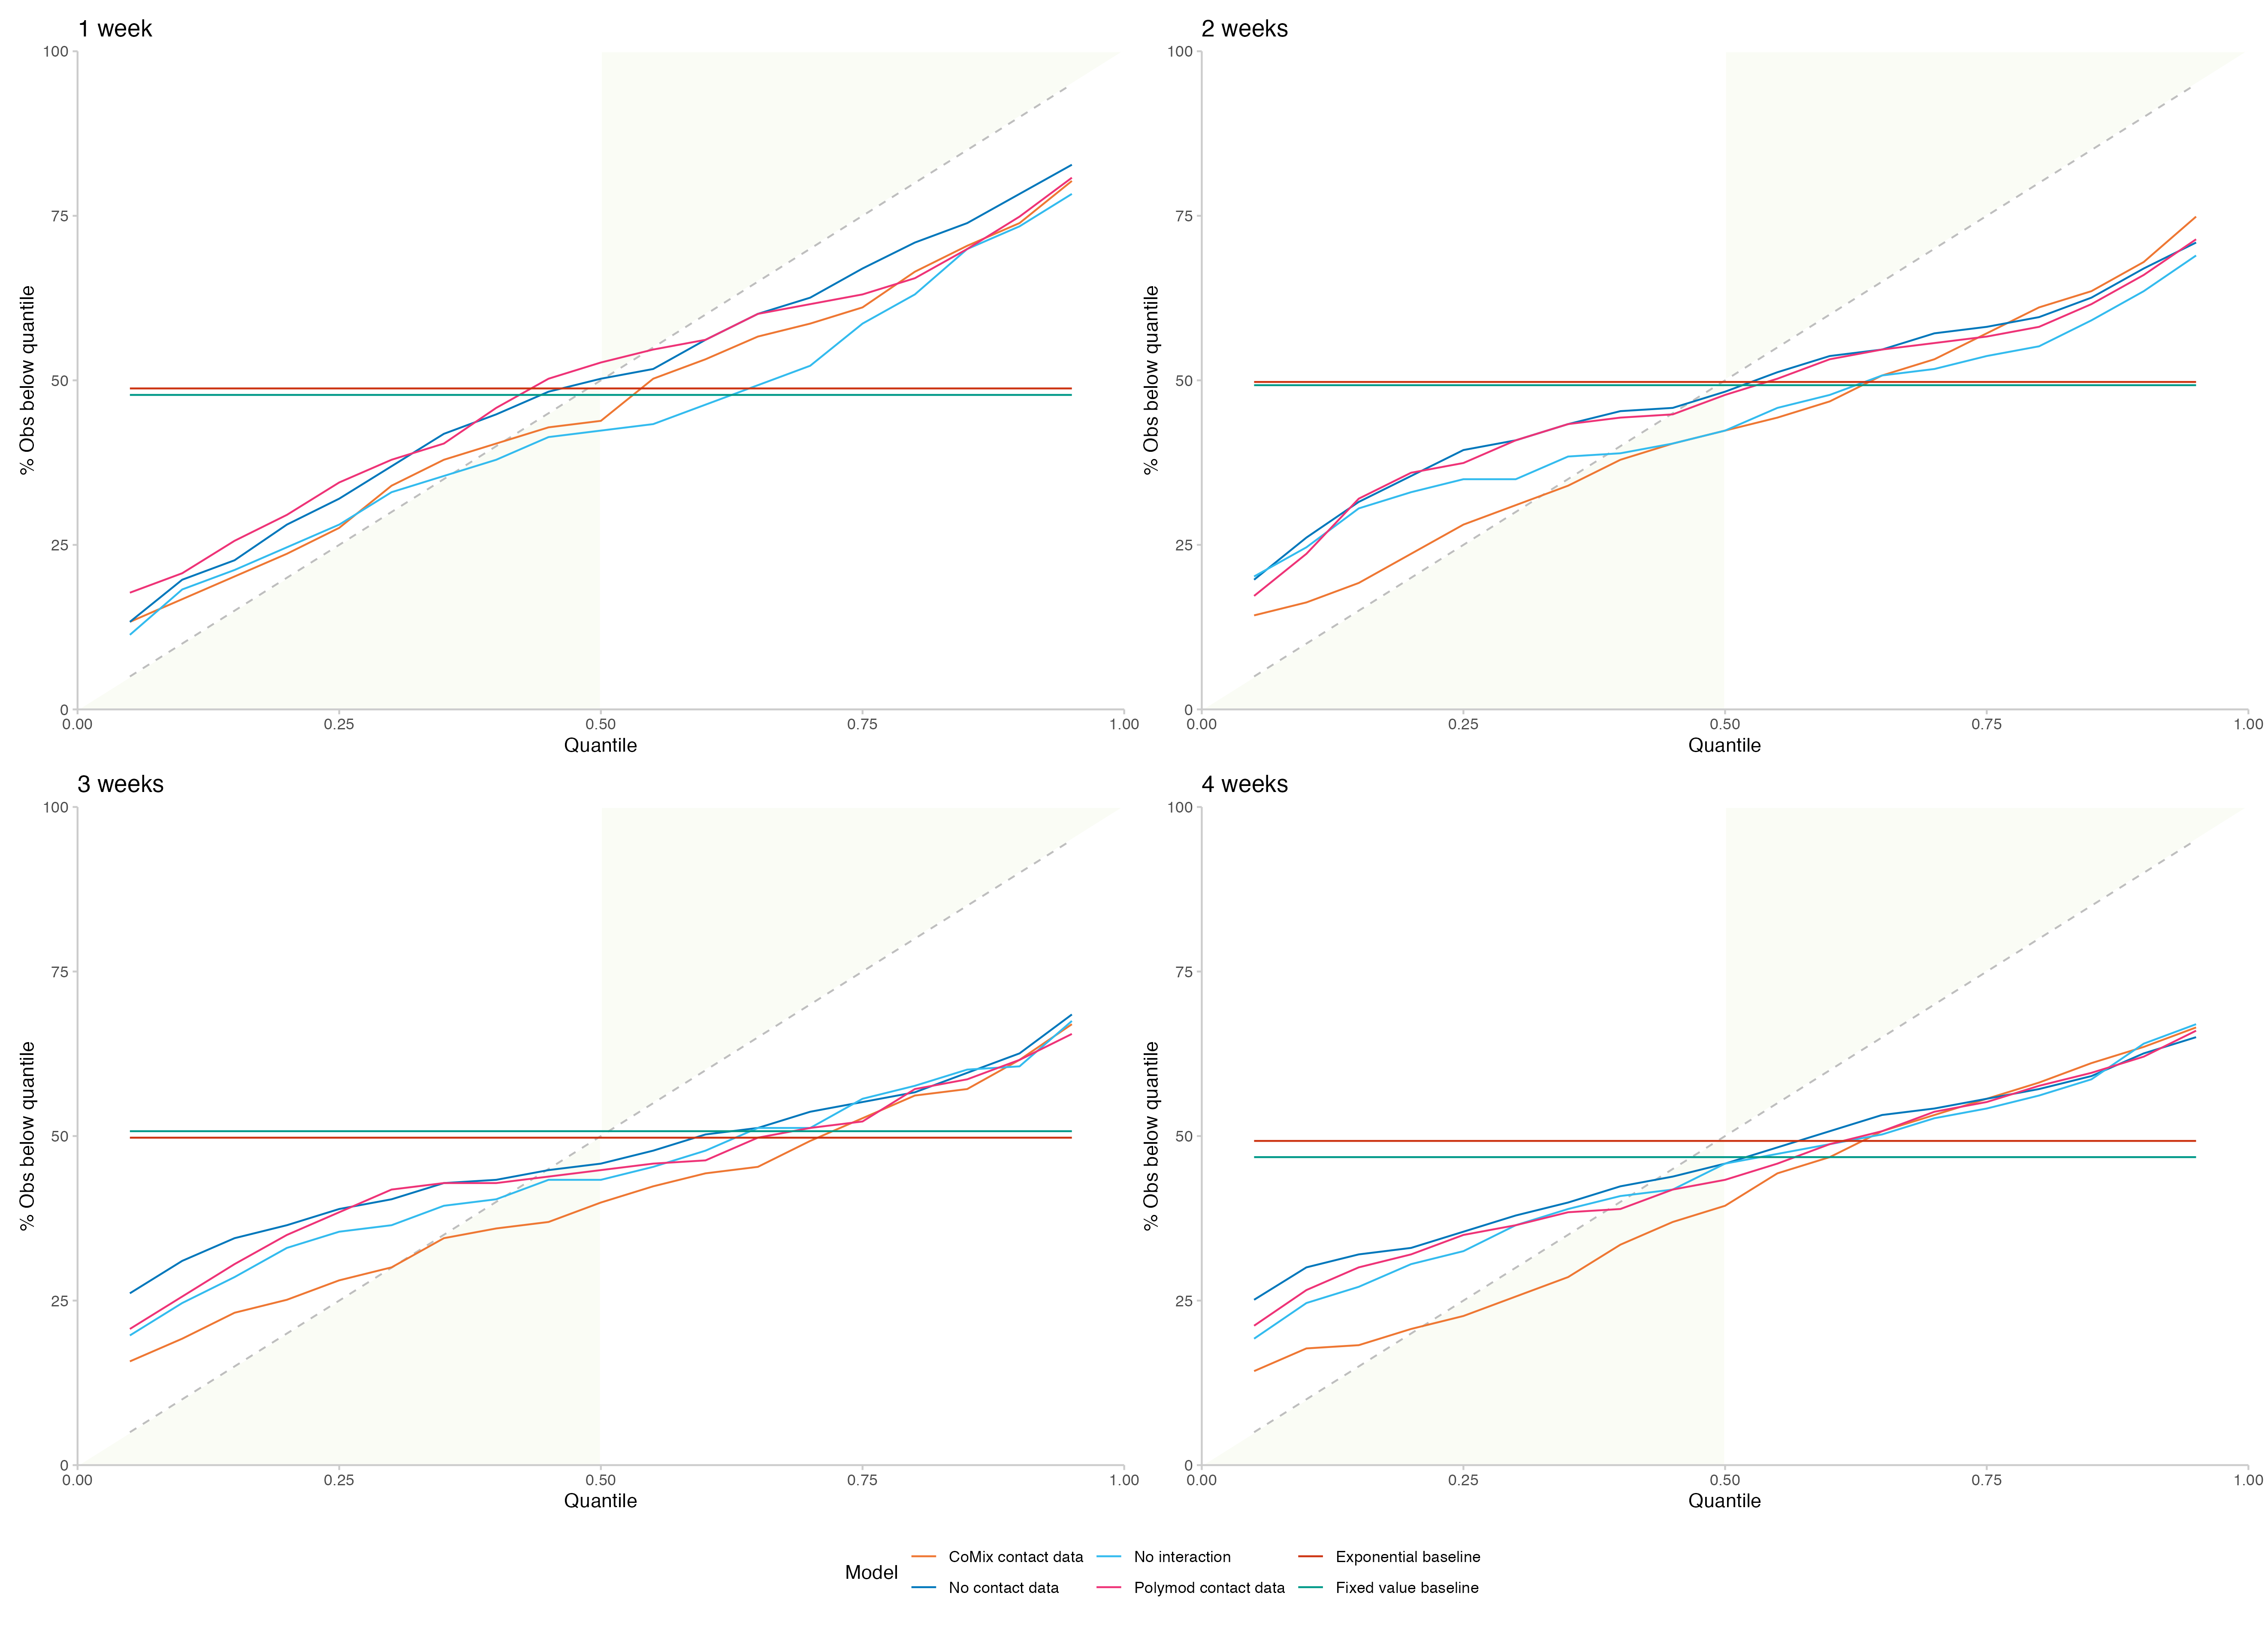 1 week
100
75
50
25
0
% Obs below quantile
0.00 0.25 0.50 0.75 1.00
Quantile
2 weeks
100
75
50
25
0
% Obs below quantile
0.00 0.25 0.50 0.75 1.00
Quantile
3 weeks
100
75
50
25
0
% Obs below quantile
0.00 0.25 0.50 0.75 1.00
Quantile
4 weeks
100
75
50
25
0
% Obs below quantile
0.00 0.25 0.50 0.75 1.00
Quantile
Model
CoMix contact data No interaction Exponential baseline
No contact data Polymod contact data Fixed value baseline